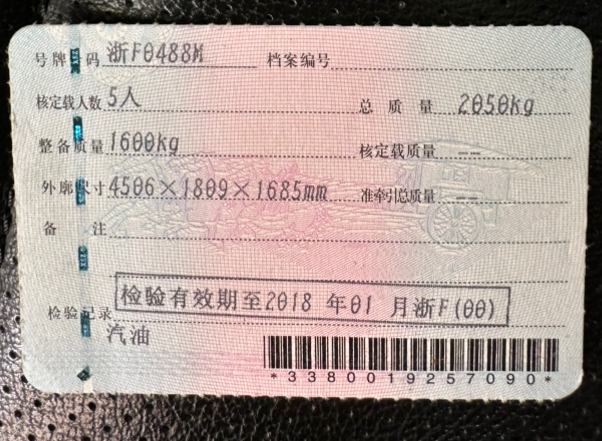 号牌号码 浙F0488M 档案编号
核定载人数 5人 总质量 2050kg
整备质量 1600kg 核定载质量 --
外廓尺寸 4506×1809×1685mm 准牵引总质量 --
备注
检验有效期至2018年01月浙F(00)
检验记录
汽油
*3380019257090*